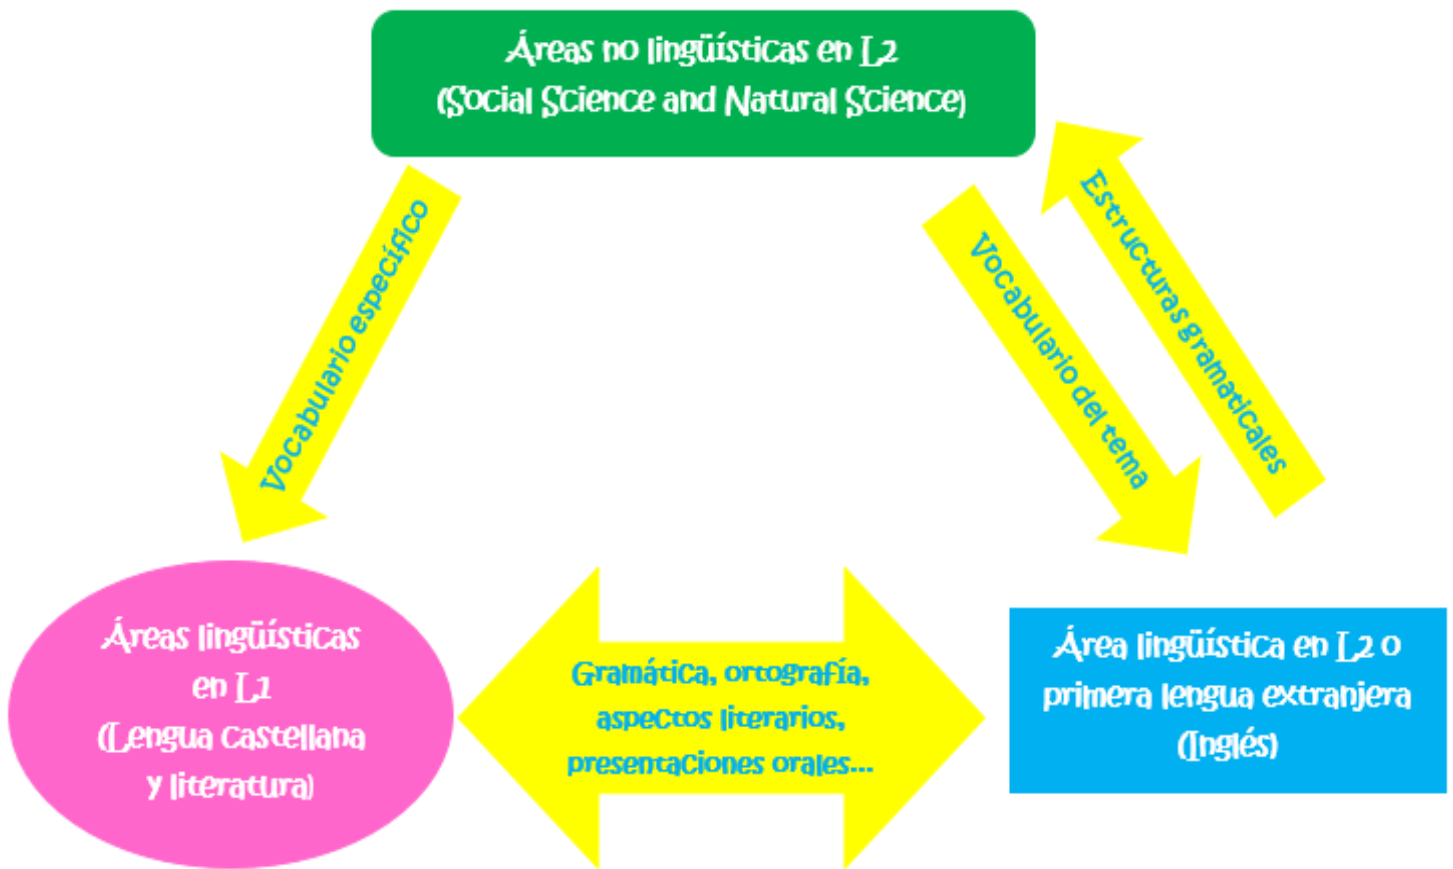 Áreas no lingüísticas en L2
(Social Science and Natural Science)
Vocabulario específico
Vocabulario del tema
Estructuras gramaticales
Áreas lingüísticas
en L1
(Lengua castellana
y literatura)
Gramática, ortografía,
aspectos literarios,
presentaciones orales...
Área lingüística en L2 o
primera lengua extranjera
(Inglés)